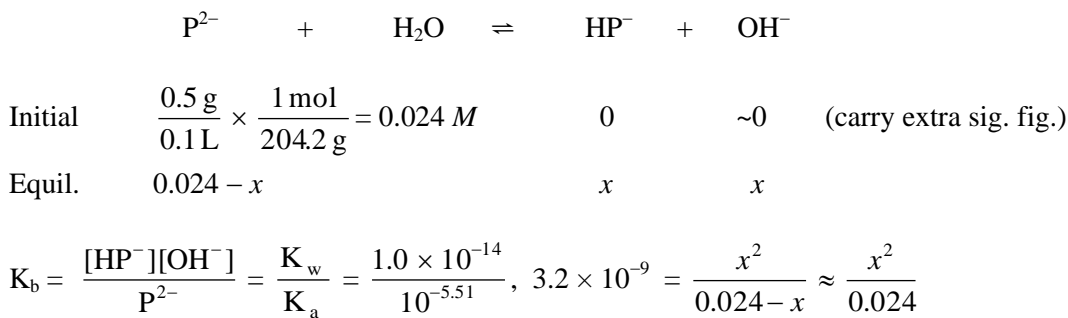 P²⁻ + H₂O ⇌ HP⁻ + OH⁻
Initial 0.5 g / 0.1 L × 1 mol / 204.2 g = 0.024 M 0 ~0 (carry extra sig. fig.)
Equil. 0.024 – x x x
K_b = [HP⁻][OH⁻] / P²⁻ = K_w / K_a = 1.0 × 10⁻¹⁴ / 10⁻⁵·⁵¹, 3.2 × 10⁻⁹ = x² / 0.024 – x ≈ x² / 0.024